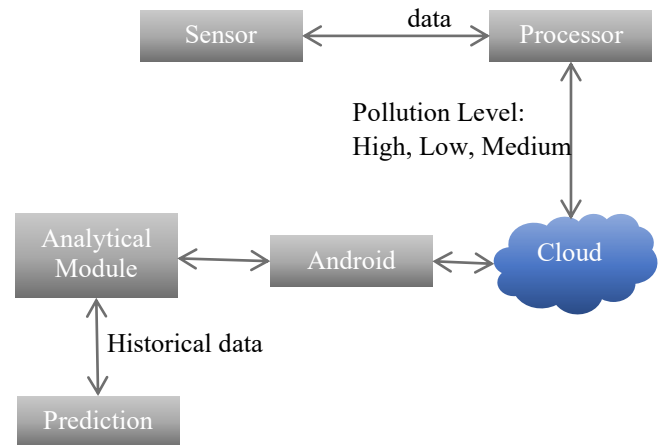 data
Sensor
Processor
Pollution Level:
High, Low, Medium
Analytical
Module
Android
Cloud
Historical data
Prediction